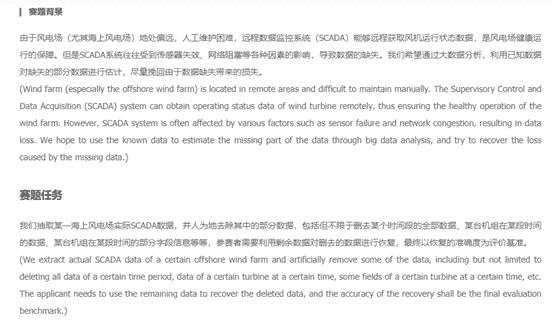 赛题背景
由于风电场（尤其海上风电场）地处偏远，人工维护困难，远程数据监控系统（SCADA）能够远程获取风机运行状态数据，是风电场健康运
行的保障。但是SCADA系统往往受到传感器失效、网络阻塞等各种因素的影响，导致数据的缺失。我们希望通过大数据分析，利用已知数据
对缺失的部分数据进行估计，尽量挽回由于数据缺失带来的损失。
(Wind farm (especially the offshore wind farm) is located in remote areas and difficult to maintain manually. The Supervisory Control and
Data Acquisition (SCADA) system can obtain operating status data of wind turbine remotely, thus ensuring the healthy operation of the
wind farm. However, SCADA system is often affected by various factors such as sensor failure and network congestion, resulting in data
loss. We hope to use the known data to estimate the missing part of the data through big data analysis, and try to recover the loss
caused by the missing data.)
赛题任务
我们抽取某一海上风电场实际SCADA数据，并人为地去除其中的部分数据，包括但不限于删去某个时间段的全部数据、某台机组在某段时间
的数据、某台机组在某段时间的部分字段信息等等，参赛者需要利用剩余数据对删去的数据进行恢复，最终以恢复的准确度为评价基准。
(We extract actual SCADA data of a certain offshore wind farm and artificially remove some of the data, including but not limited to
deleting all data of a certain time period, data of a certain turbine at a certain time, some fields of a certain turbine at a certain time, etc.
The applicant needs to use the remaining data to recover the deleted data, and the accuracy of the recovery shall be the final evaluation
benchmark.)